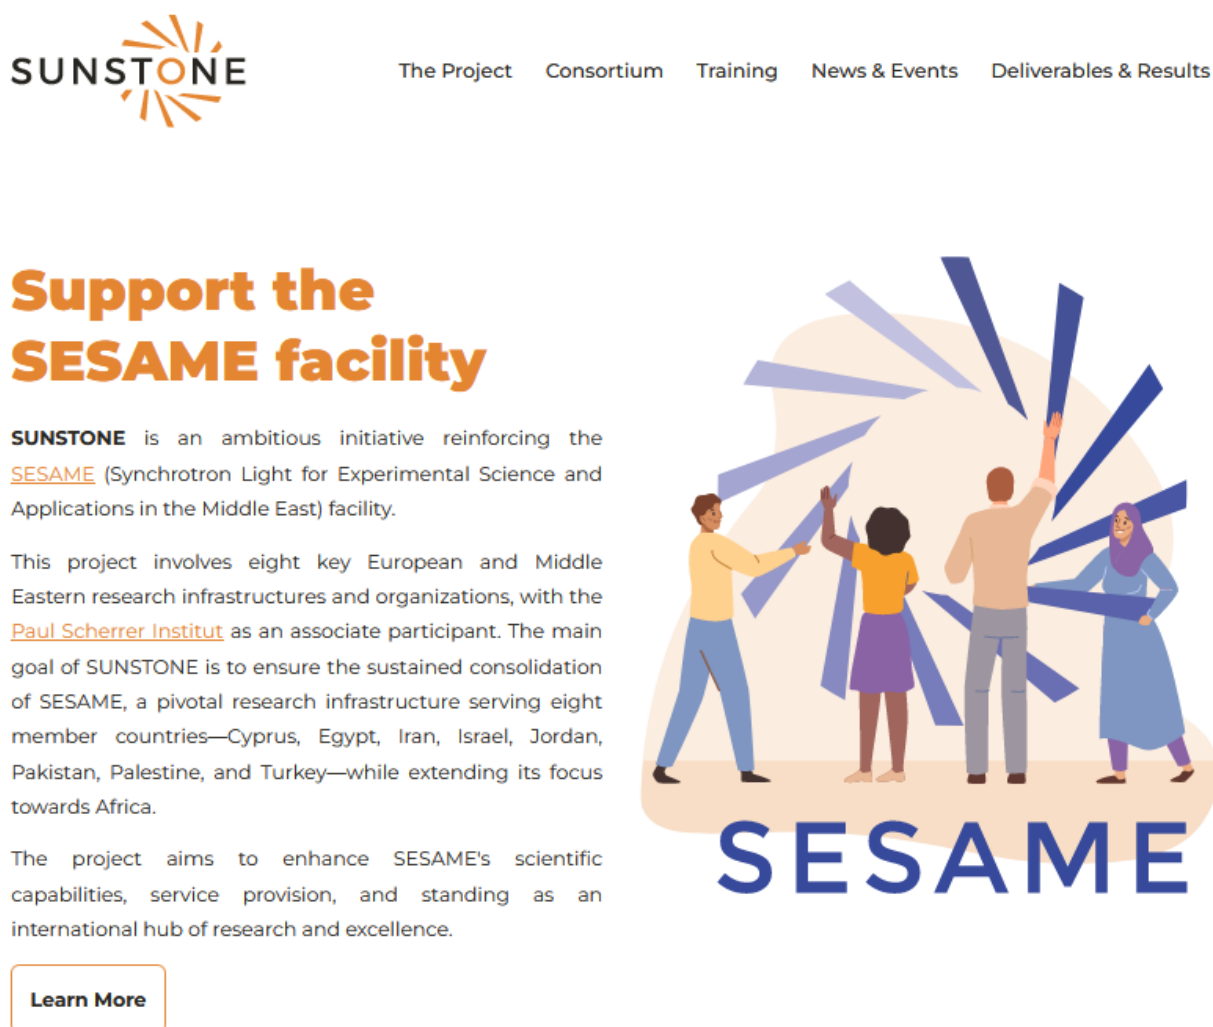 SUNSTONE
The Project Consortium Training News & Events Deliverables & Results
Support the
SESAME facility
SUNSTONE is an ambitious initiative reinforcing the
SESAME (Synchrotron Light for Experimental Science and
Applications in the Middle East) facility.
This project involves eight key European and Middle
Eastern research infrastructures and organizations, with the
Paul Scherrer Institut as an associate participant. The main
goal of SUNSTONE is to ensure the sustained consolidation
of SESAME, a pivotal research infrastructure serving eight
member countries—Cyprus, Egypt, Iran, Israel, Jordan,
Pakistan, Palestine, and Turkey—while extending its focus
towards Africa.
The project aims to enhance SESAME's scientific
capabilities, service provision, and standing as an
international hub of research and excellence.
Learn More
SESAME